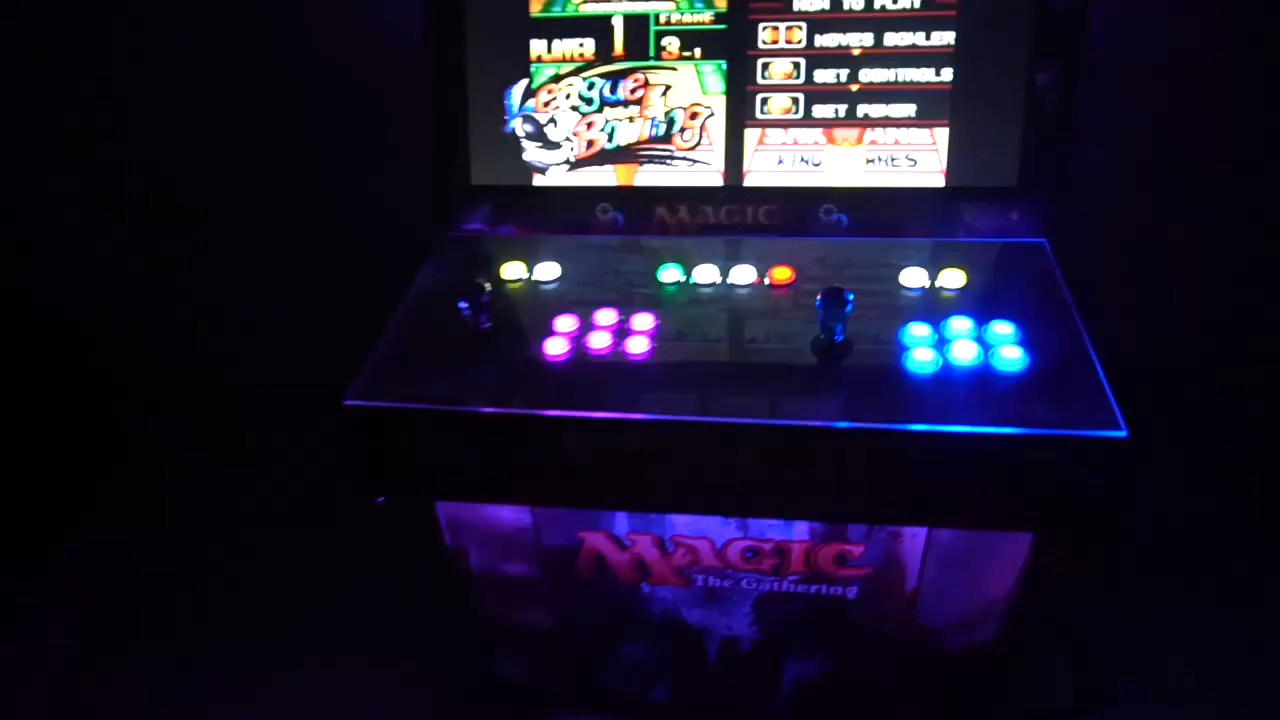 HOW TO PLAY
PLAYER 1
FRAME
3-1
MOVES BOWLER
SET CONTROLS
SET POWER
League Bowling
MAGIC
MAGIC
The Gathering